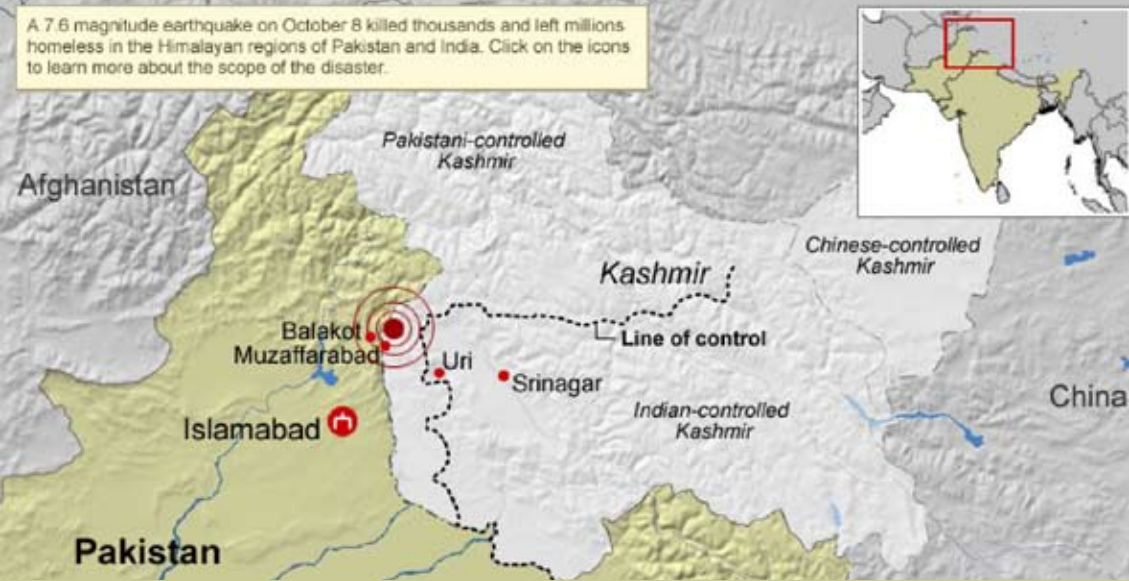 A 7.6 magnitude earthquake on October 8 killed thousands and left millions
homeless in the Himalayan regions of Pakistan and India. Click on the icons
to learn more about the scope of the disaster.
Pakistani-controlled
Kashmir
Afghanistan
Chinese-controlled
Kashmir
Kashmir
Balakot
Line of control
Muzaffarabad
Uri
Srinagar
China
Indian-controlled
Kashmir
Islamabad
Pakistan